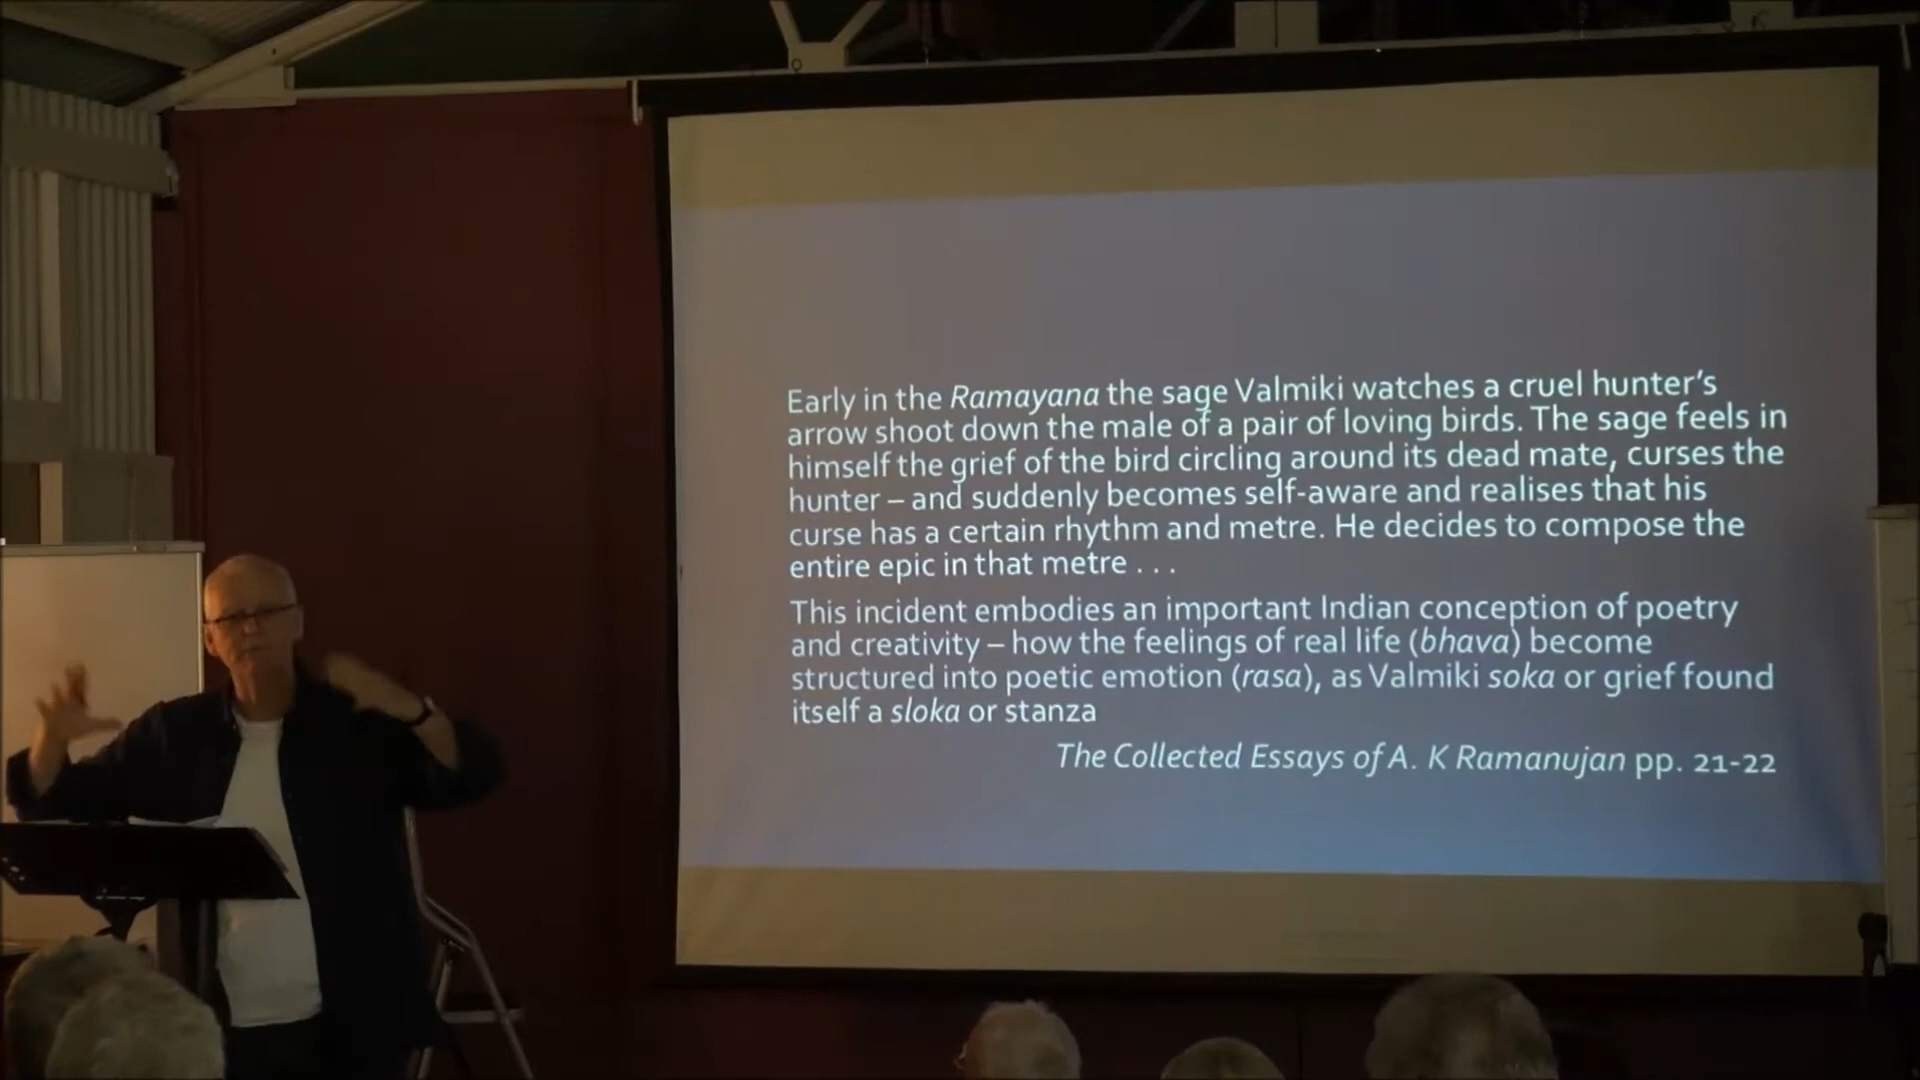 Early in the Ramayana the sage Valmiki watches a cruel hunter's
arrow shoot down the male of a pair of loving birds. The sage feels in
himself the grief of the bird circling around its dead mate, curses the
hunter – and suddenly becomes self-aware and realises that his
curse has a certain rhythm and metre. He decides to compose the
entire epic in that metre . . .
This incident embodies an important Indian conception of poetry
and creativity – how the feelings of real life (bhava) become
structured into poetic emotion (rasa), as Valmiki soka or grief found
itself a sloka or stanza
The Collected Essays of A. K Ramanujan pp. 21-22